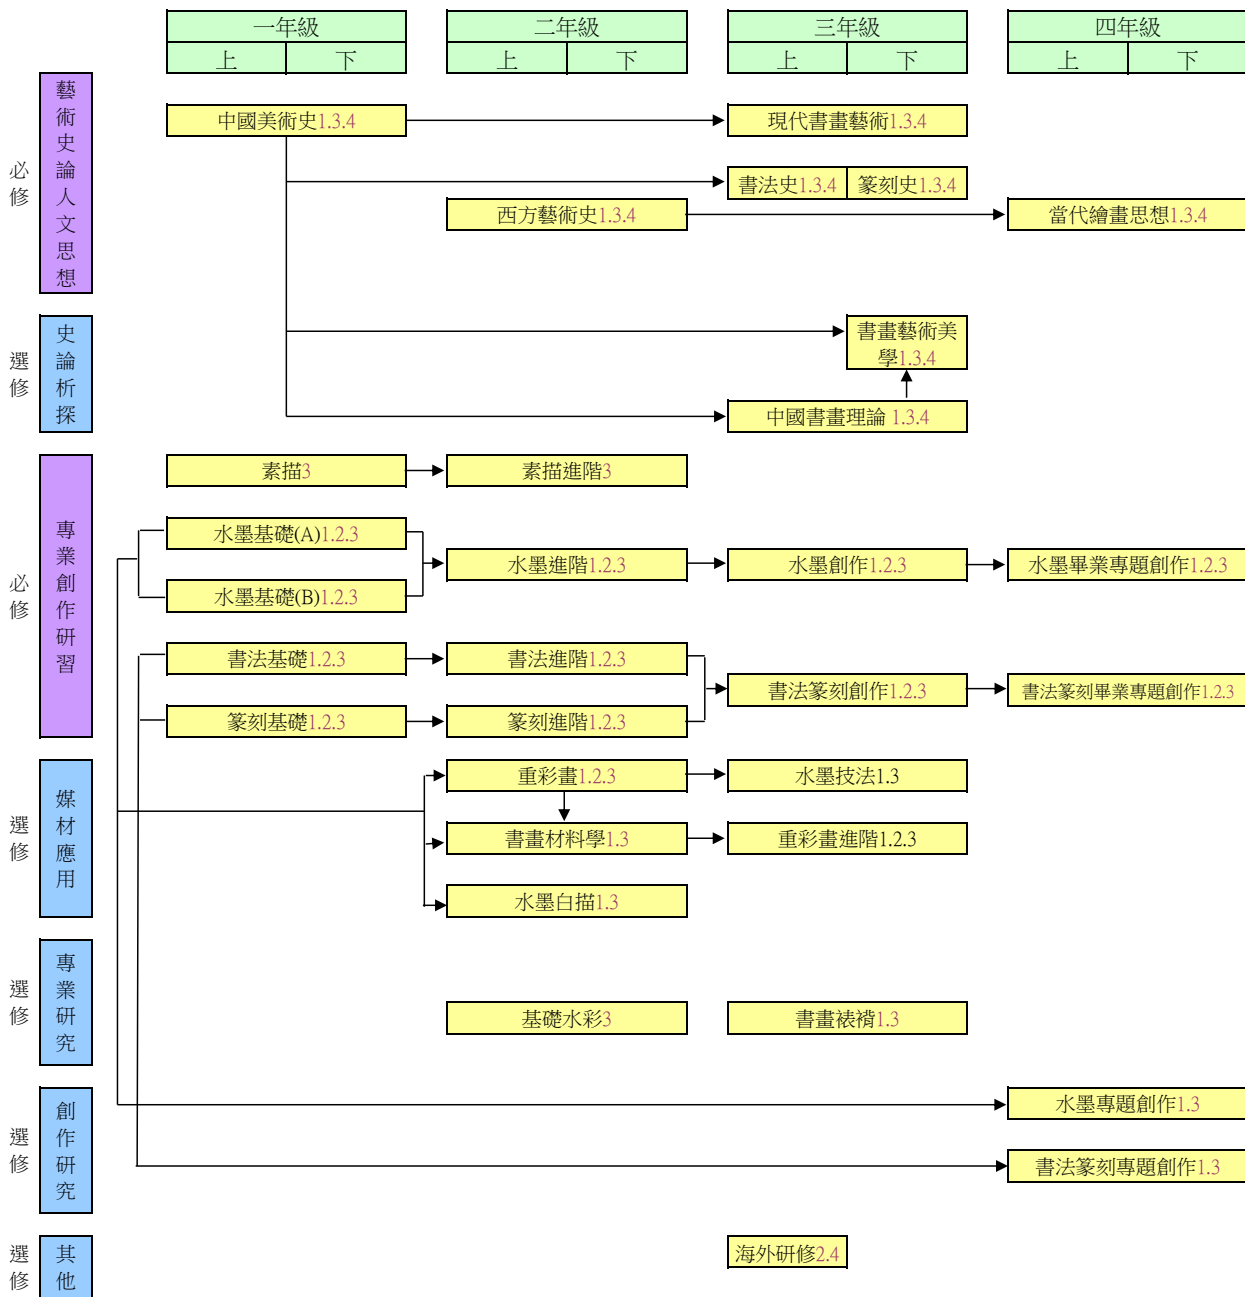 一年級
二年級
三年級
四年級
上
下
上
下
上
下
上
下
必修
藝術史論人文思想
中國美術史1.3.4
現代書畫藝術1.3.4
書法史1.3.4
篆刻史1.3.4
西方藝術史1.3.4
當代繪畫思想1.3.4
選修
史論析探
書畫藝術美
學1.3.4
中國書畫理論 1.3.4
必修
專業創作研習
素描3
素描進階3
水墨基礎(A)1.2.3
水墨進階1.2.3
水墨創作1.2.3
水墨畢業專題創作1.2.3
水墨基礎(B)1.2.3
書法基礎1.2.3
書法進階1.2.3
書法篆刻創作1.2.3
書法篆刻畢業專題創作1.2.3
篆刻基礎1.2.3
篆刻進階1.2.3
選修
媒材應用
重彩畫1.2.3
水墨技法1.3
書畫材料學1.3
重彩畫進階1.2.3
水墨白描1.3
選修
專業研究
基礎水彩3
書畫裱褙1.3
選修
創作研究
水墨專題創作1.3
書法篆刻專題創作1.3
選修
其他
海外研修2.4